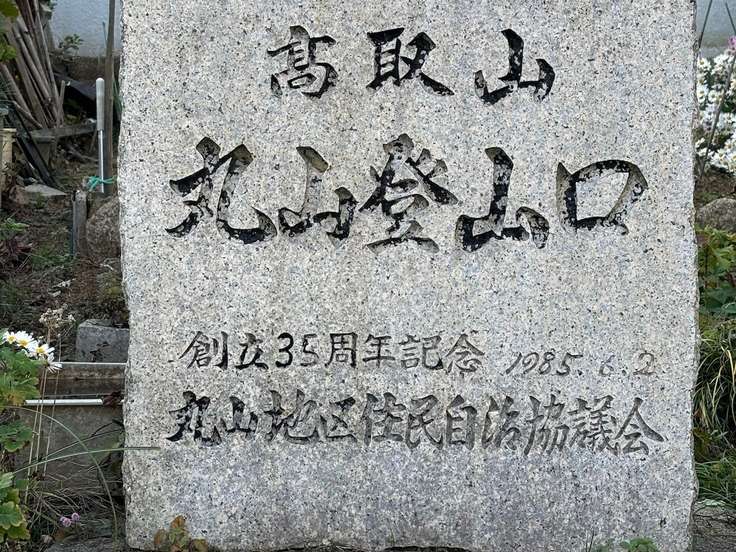 髙取山
丸山登山口
創立35周年記念 1985.6.2
丸山地区住民自治協議会